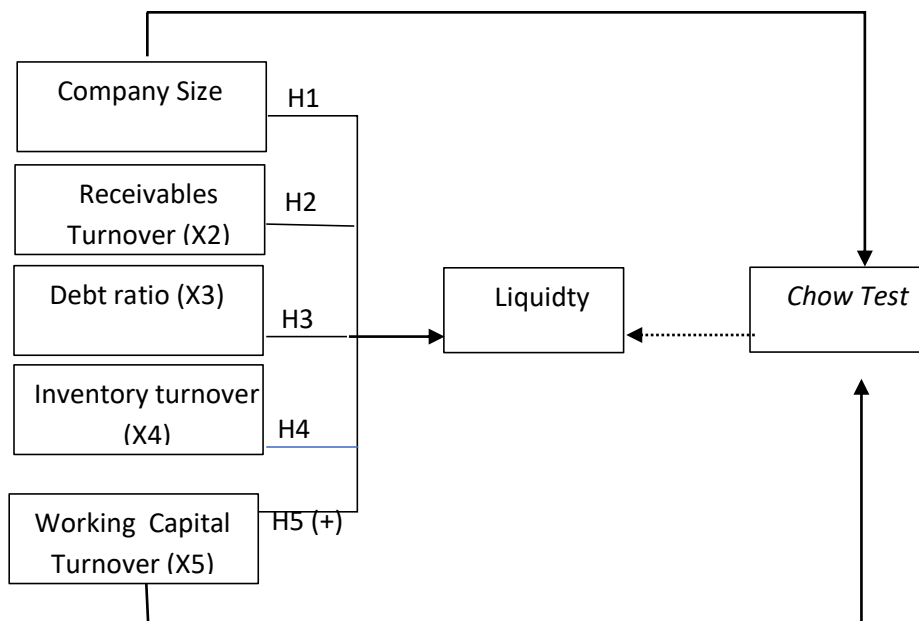 Company Size
H1
Receivables
Turnover (X2)
H2
Debt ratio (X3)
H3
Liquidty
Chow Test
Inventory turnover
(X4)
H4
Working Capital
Turnover (X5)
H5 (+)